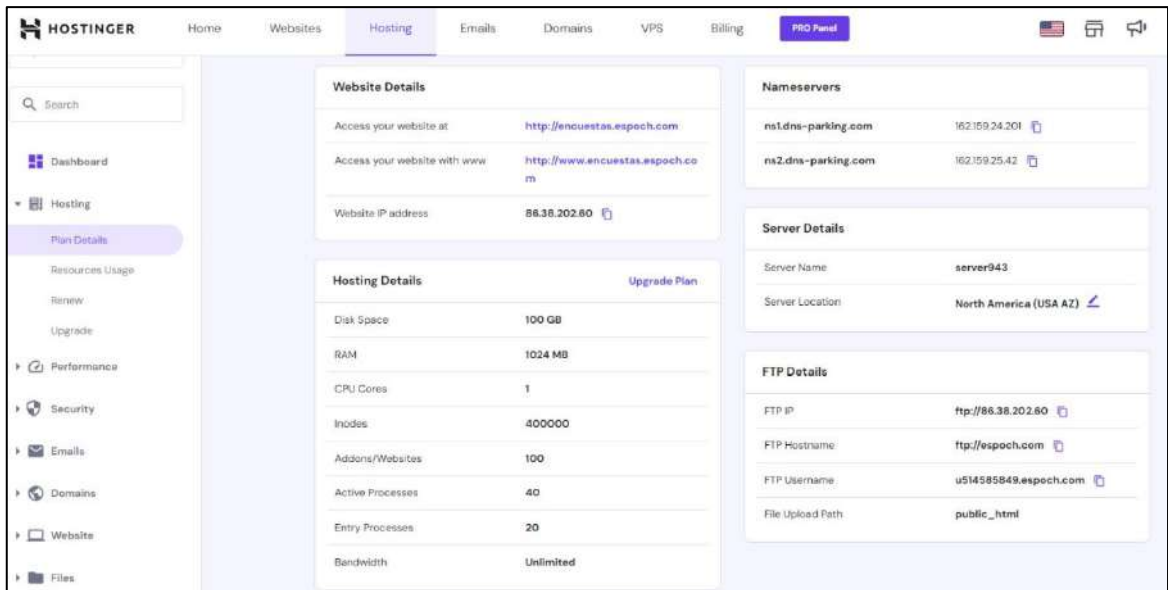 HOSTINGER
Home Websites Hosting Emails Domains VPS Billing PRO Panel
Search
Dashboard
Hosting
Plan Details
Resources Usage
Renew
Upgrade
Performance
Security
Emails
Domains
Website
Files
Website Details
Access your website at http://encuestas.espoch.com
Access your website with www http://www.encuestas.espoch.co
m
Website IP address 86.38.202.60
Hosting Details Upgrade Plan
Disk Space 100 GB
RAM 1024 MB
CPU Cores 1
Inodes 400000
Addons/Websites 100
Active Processes 40
Entry Processes 20
Bandwidth Unlimited
Nameservers
ns1.dns-parking.com 162.159.24.201
ns2.dns-parking.com 162.159.25.42
Server Details
Server Name server943
Server Location North America (USA AZ)
FTP Details
FTP IP ftp://86.38.202.60
FTP Hostname ftp://espoch.com
FTP Username u514585849.espoch.com
File Upload Path public_html